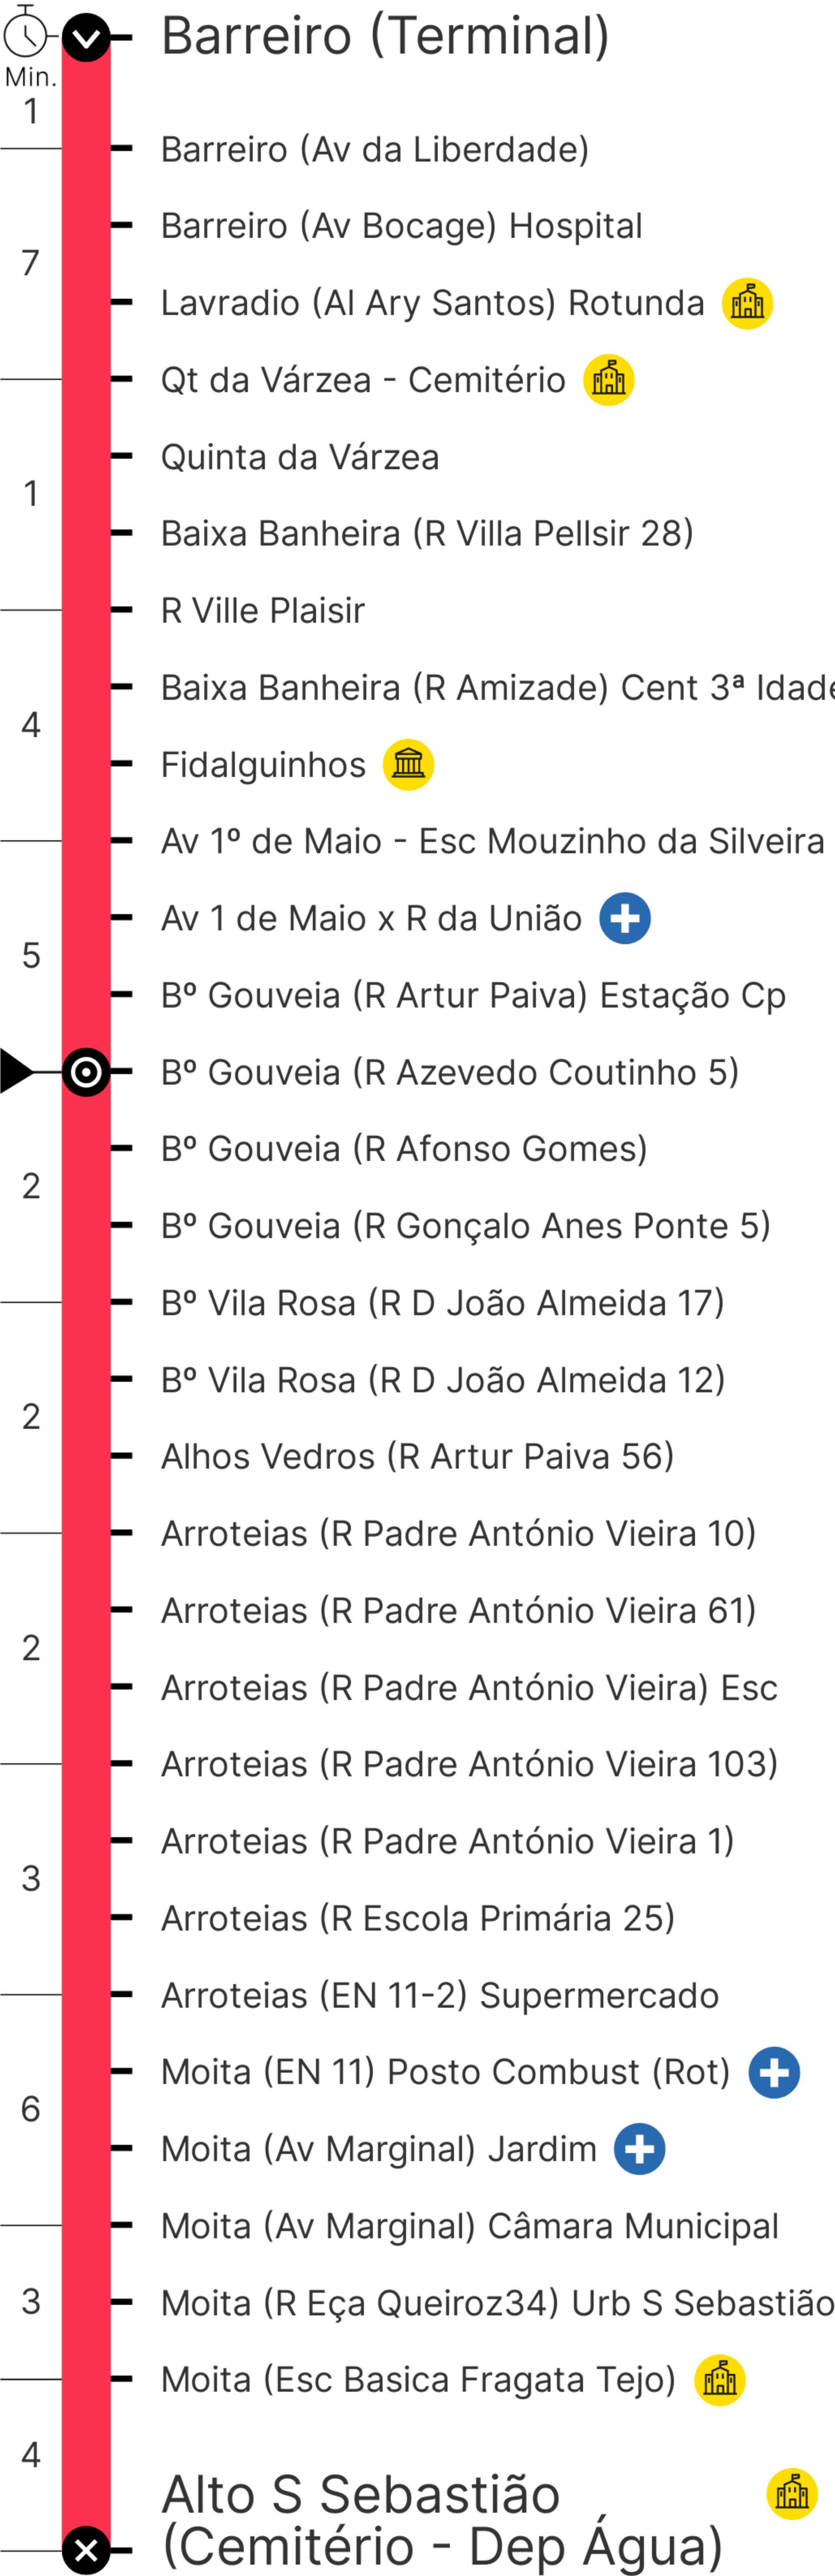 Barreiro (Terminal)
Min.
1
Barreiro (Av da Liberdade)
Barreiro (Av Bocage) Hospital
7
Lavradio (Al Ary Santos) Rotunda
Qt da Várzea - Cemitério
Quinta da Várzea
1
Baixa Banheira (R Villa Pellsir 28)
R Ville Plaisir
Baixa Banheira (R Amizade) Cent 3ª Idade
4
Fidalguinhos
Av 1º de Maio - Esc Mouzinho da Silveira
Av 1 de Maio x R da União
5
Bº Gouveia (R Artur Paiva) Estação Cp
Bº Gouveia (R Azevedo Coutinho 5)
Bº Gouveia (R Afonso Gomes)
2
Bº Gouveia (R Gonçalo Anes Ponte 5)
Bº Vila Rosa (R D João Almeida 17)
Bº Vila Rosa (R D João Almeida 12)
2
Alhos Vedros (R Artur Paiva 56)
Arroteias (R Padre António Vieira 10)
Arroteias (R Padre António Vieira 61)
2
Arroteias (R Padre António Vieira) Esc
Arroteias (R Padre António Vieira 103)
Arroteias (R Padre António Vieira 1)
3
Arroteias (R Escola Primária 25)
Arroteias (EN 11-2) Supermercado
Moita (EN 11) Posto Combust (Rot)
6
Moita (Av Marginal) Jardim
Moita (Av Marginal) Câmara Municipal
3
Moita (R Eça Queiroz34) Urb S Sebastião
Moita (Esc Basica Fragata Tejo)
4
Alto S Sebastião
(Cemitério - Dep Água)